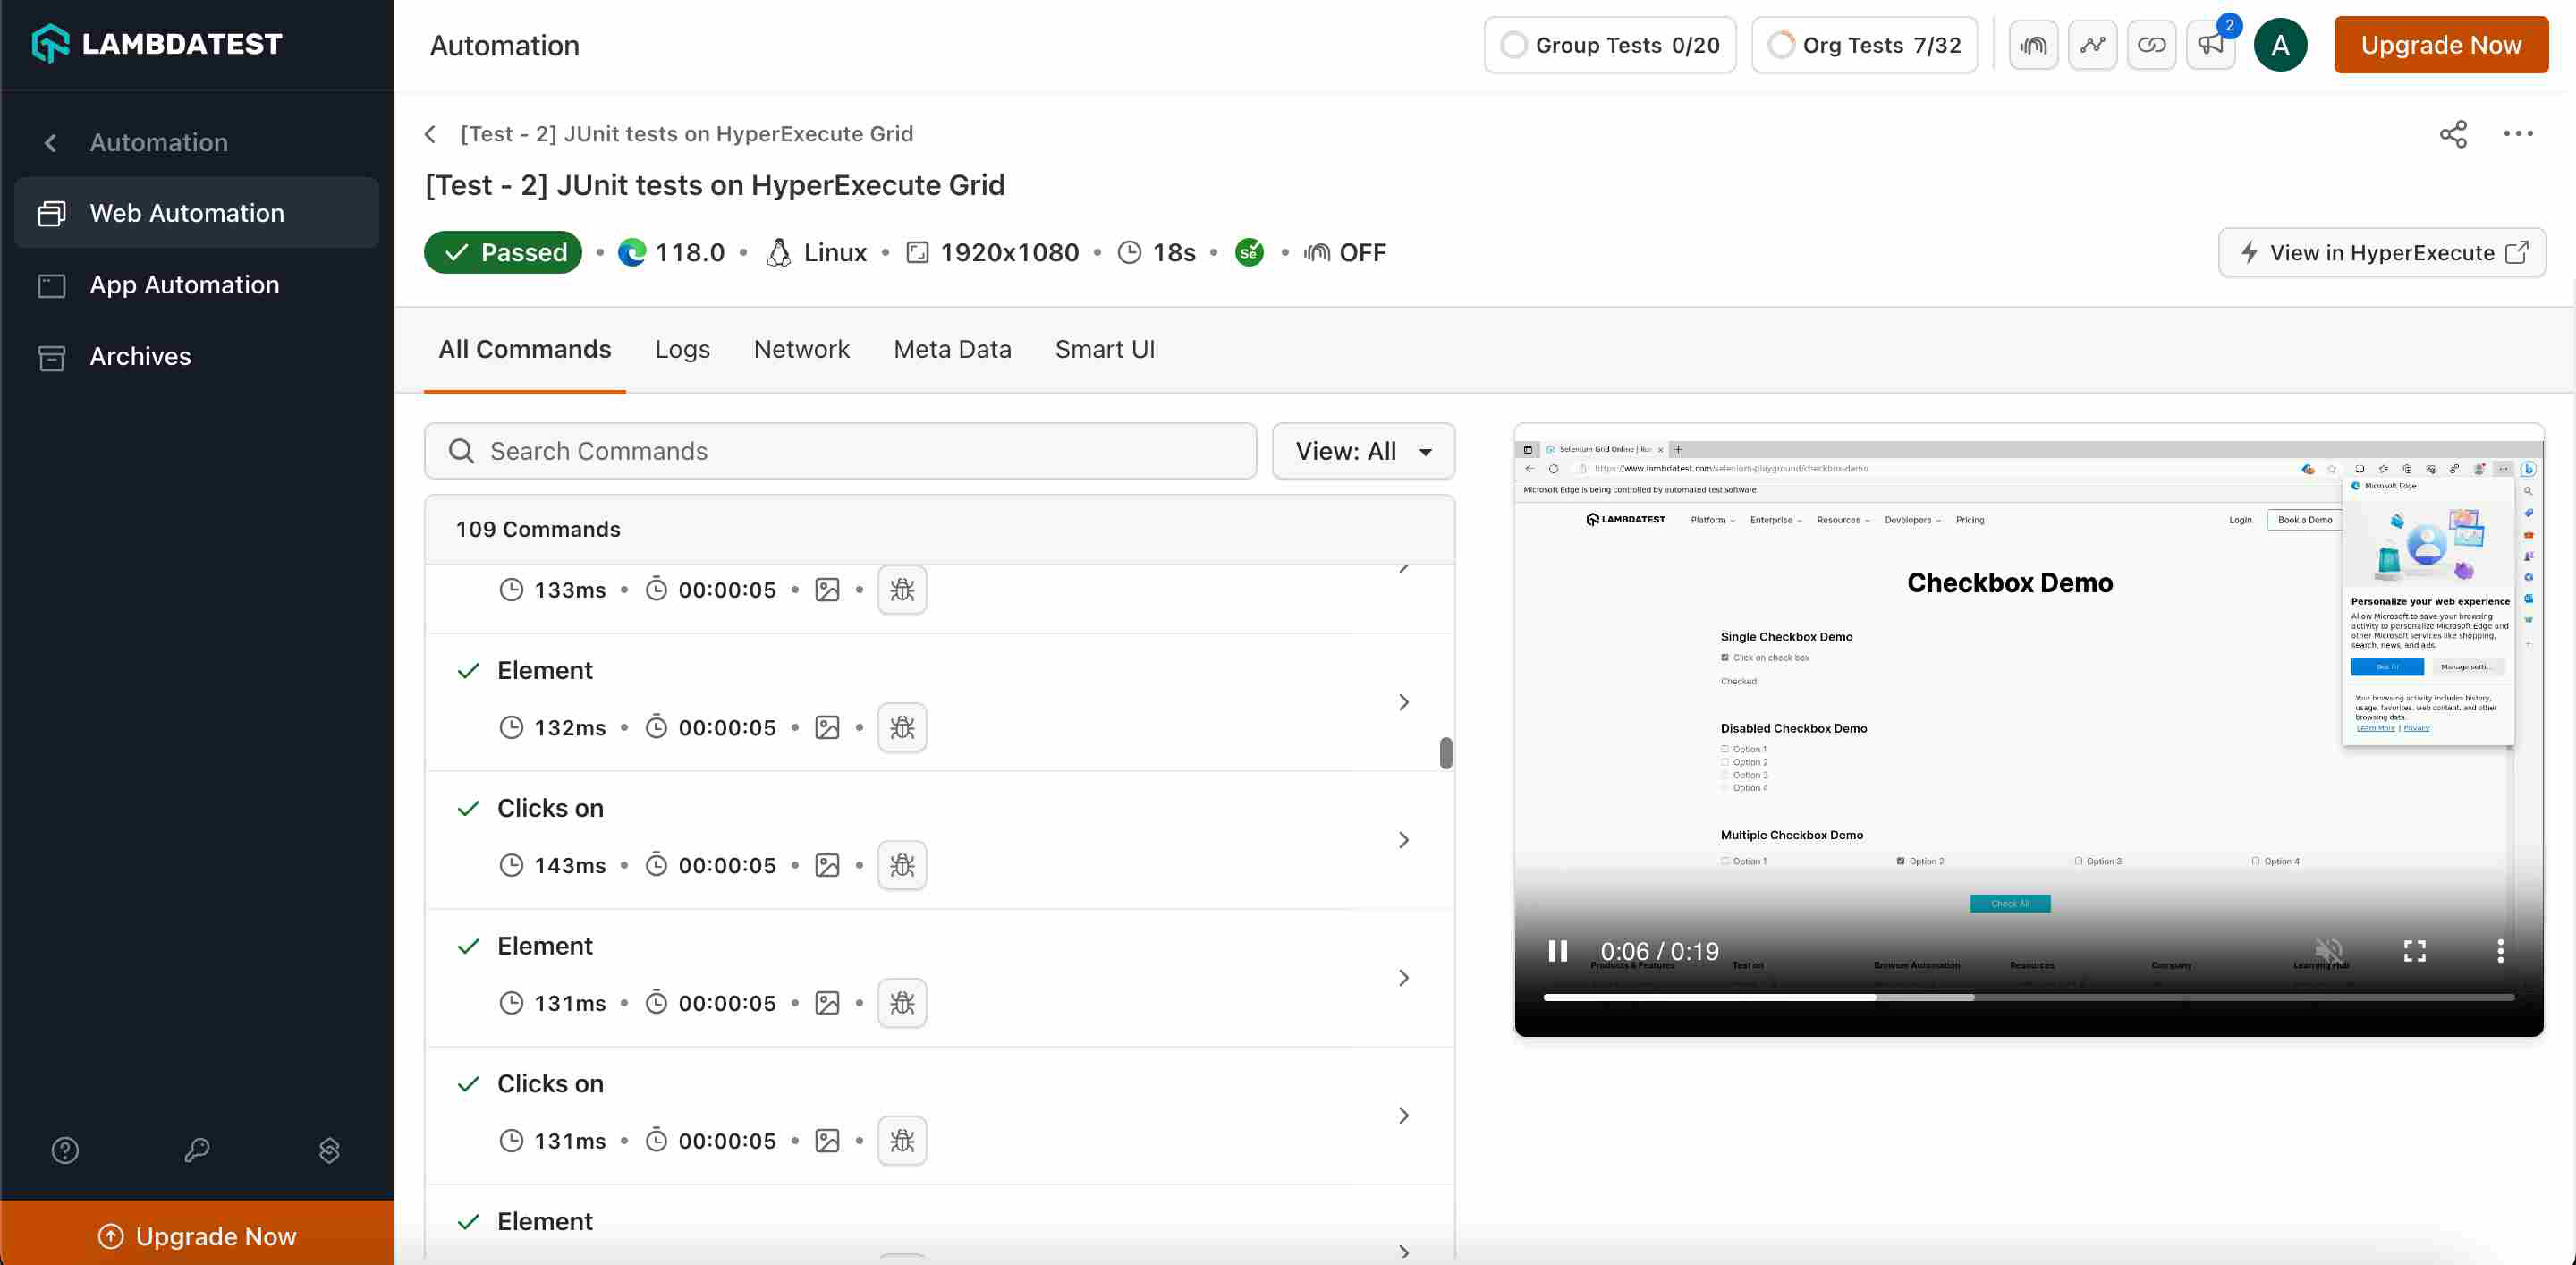 LAMBDATEST
Automation
Web Automation
App Automation
Archives
Upgrade Now
Automation
Group Tests 0/20
Org Tests 7/32
2
A
Upgrade Now
[Test - 2] JUnit tests on HyperExecute Grid
[Test - 2] JUnit tests on HyperExecute Grid
Passed • 118.0 • Linux • 1920x1080 • 18s • Se • OFF
View in HyperExecute
All Commands Logs Network Meta Data Smart UI
Search Commands
View: All
109 Commands
133ms • 00:00:05
Element
132ms • 00:00:05
Clicks on
143ms • 00:00:05
Element
131ms • 00:00:05
Clicks on
131ms • 00:00:05
Element
Selenium Grid Online | Run
https://www.lambdatest.com/selenium-playground/checkbox-demo
Microsoft Edge is being controlled by automated test software.
LAMBDATEST Platform Enterprise Resources Developers Pricing Login Book a Demo
Checkbox Demo
Single Checkbox Demo
Click on check box
Checked
Disabled Checkbox Demo
Option 1
Option 2
Option 3
Option 4
Multiple Checkbox Demo
Option 1 Option 2 Option 3 Option 4
Check All
Microsoft Edge
Personalize your web experience
Allow Microsoft to save your browsing
activity to personalize Microsoft Edge and
other Microsoft services like shopping,
search, news, and ads.
Got it! Manage setti...
Your browsing activity includes history,
usage, favorites, web content, and other
browsing data.
Learn More | Privacy
0:06 / 0:19
Products & Features Test on Browser Automation Resources Company Learning Hub